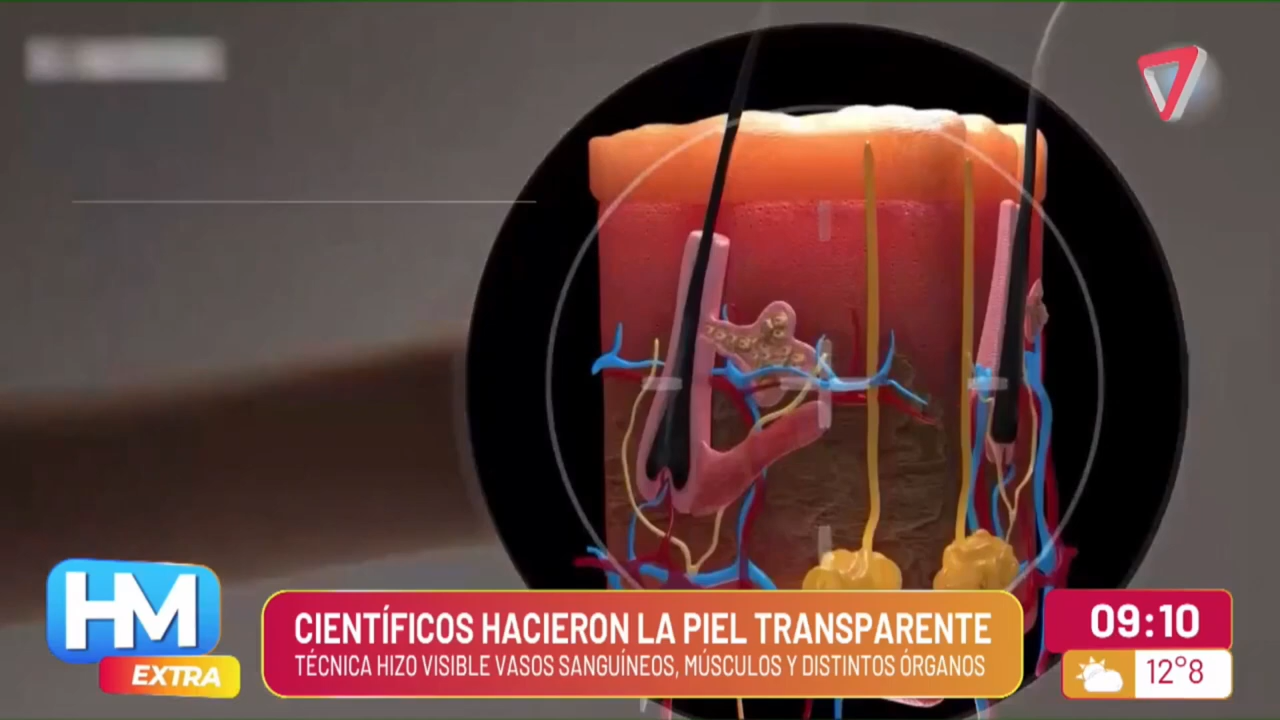 7
CIENTÍFICOS HACIERON LA PIEL TRANSPARENTE
TÉCNICA HIZO VISIBLE VASOS SANGUÍNEOS, MÚSCULOS Y DISTINTOS ÓRGANOS
HM
EXTRA
09:10
12°8